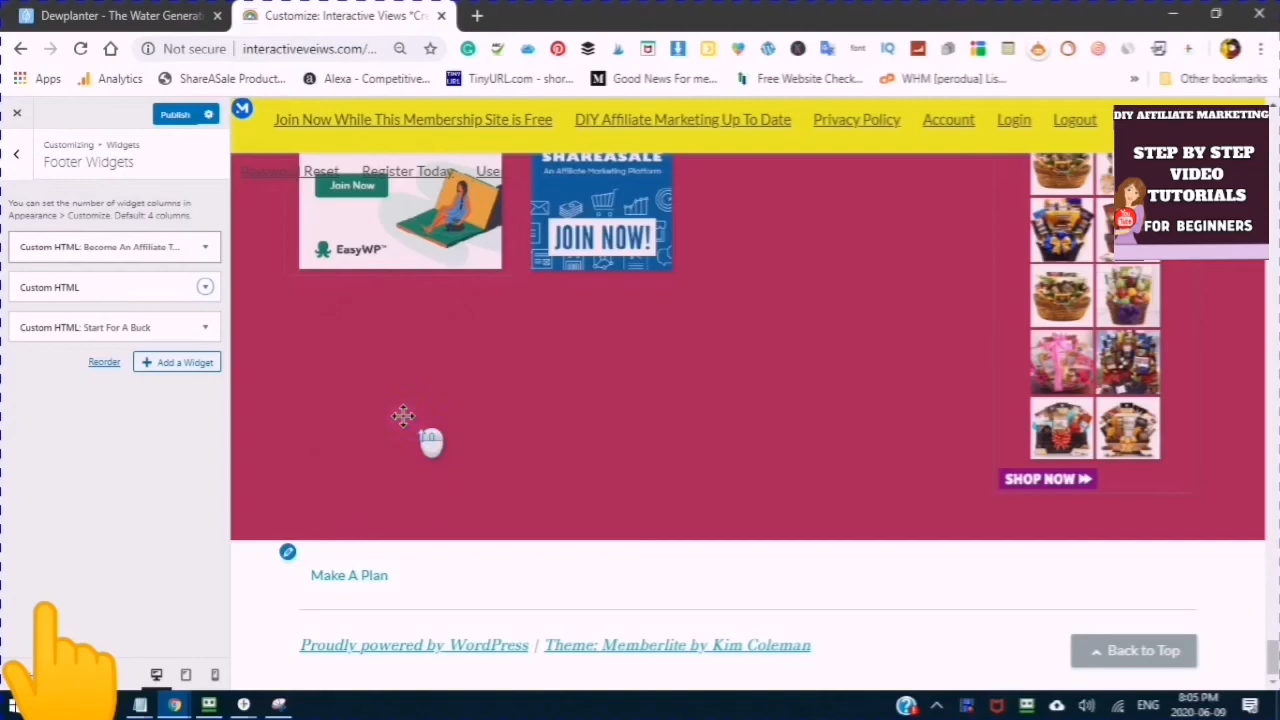 Dewplanter - The Water Generati
Customize: Interactive Views "Cre
Not secure
interactiveveiws.com/...
font
IQ
Apps
Analytics
ShareASale Product...
Alexa - Competitive...
TinyURL.com - shor...
Good News For me...
Free Website Check...
WHM [perodua] Lis...
Other bookmarks
Publish
Customizing • Widgets
Footer Widgets
You can set the number of widget columns in
Appearance > Customize. Default: 4 columns.
Custom HTML: Become An Affiliate T...
Custom HTML
Custom HTML: Start For A Buck
Reorder
Add a Widget
Join Now While This Membership Site is Free
DIY Affiliate Marketing Up To Date
Privacy Policy
Account
Login
Logout
Reset
Register Today
Use
Join Now
EasyWP™
SHAREASALE
An Affiliate Marketing Platform
JOIN NOW!
DIY AFFILIATE MARKETING
STEP BY STEP
VIDEO
TUTORIALS
FOR BEGINNERS
SHOP NOW
Make A Plan
Proudly powered by WordPress | Theme: Memberlite by Kim Coleman
Back to Top
ENG
8:05 PM
2020-06-09